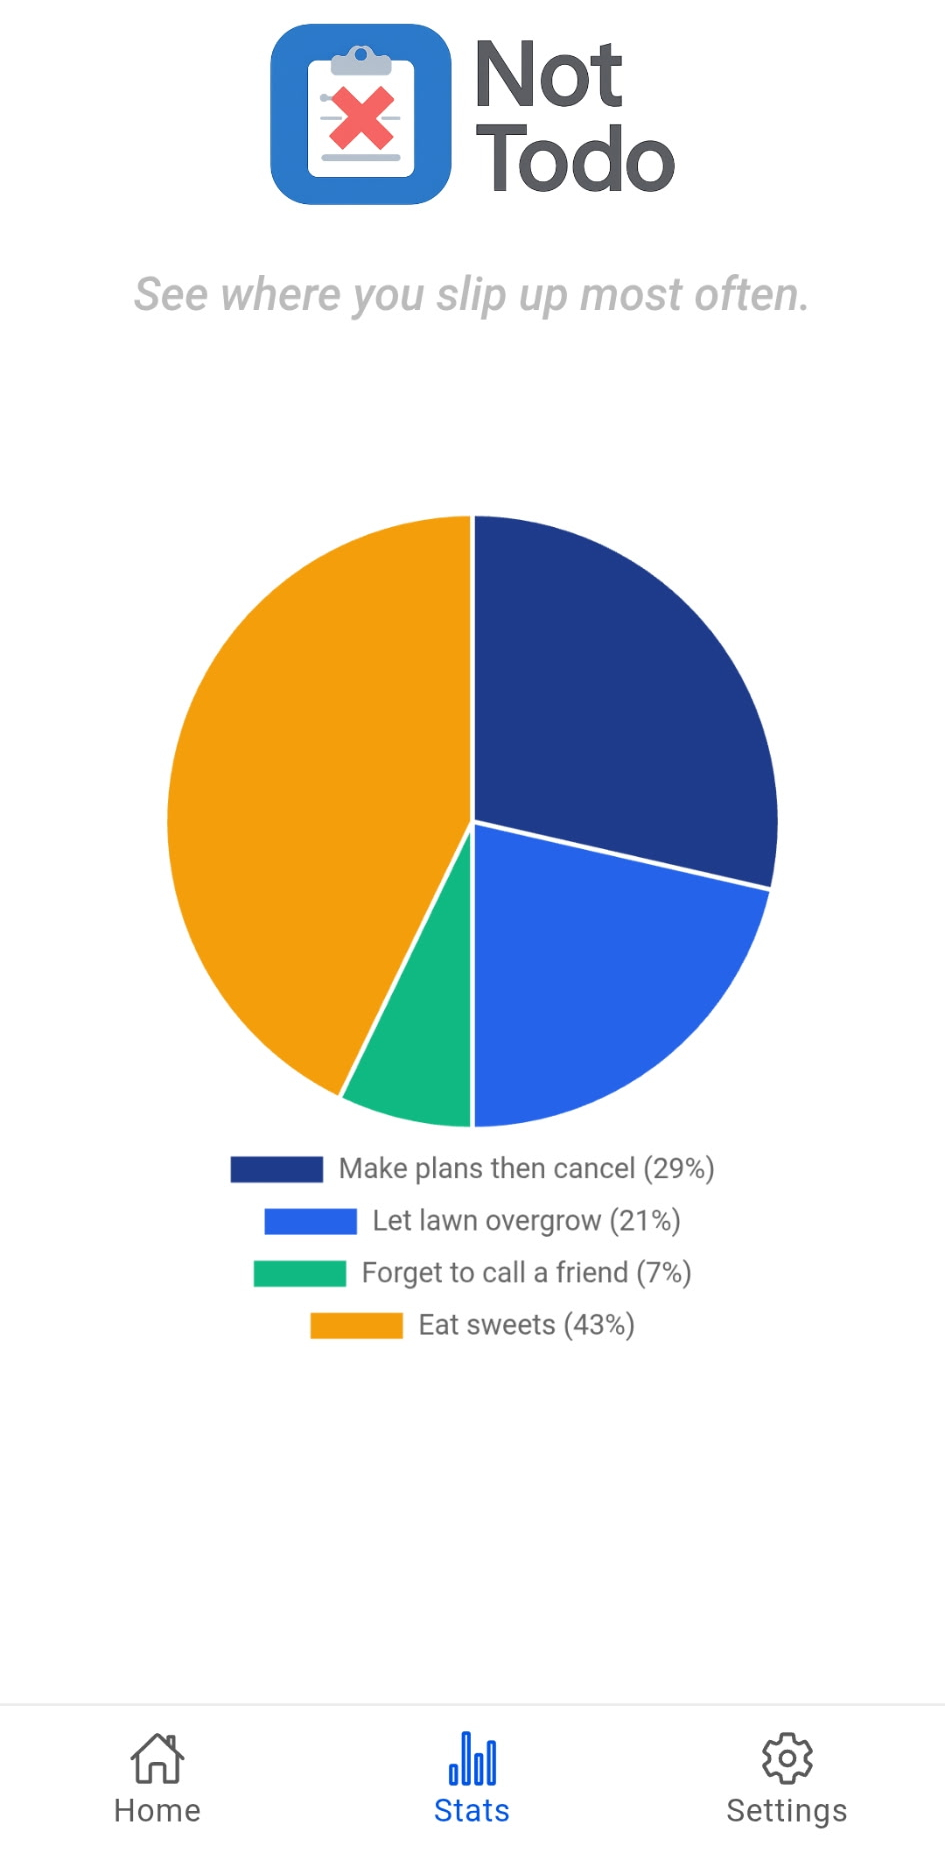 Not
Todo
See where you slip up most often.
Make plans then cancel (29%)
Let lawn overgrow (21%)
Forget to call a friend (7%)
Eat sweets (43%)
Home
Stats
Settings